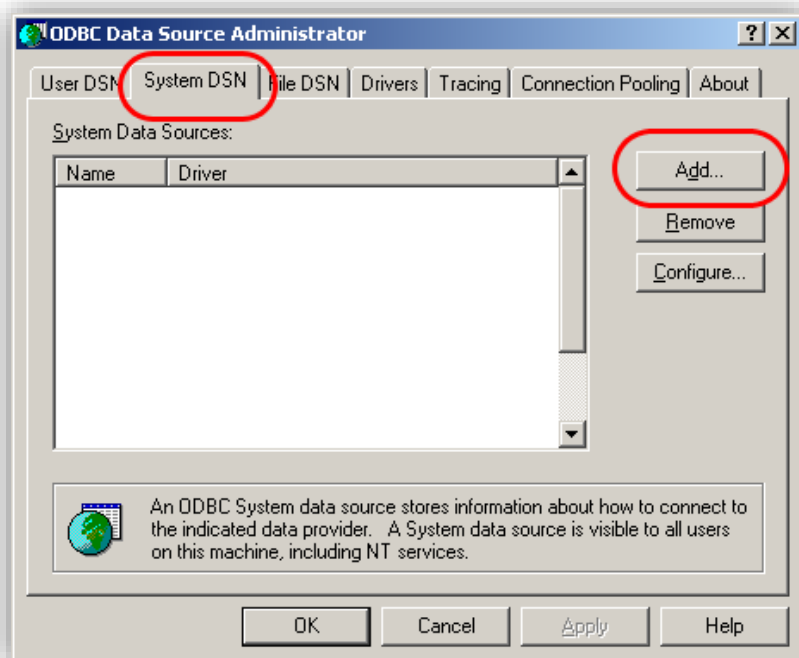 ODBC Data Source Administrator
User DSN System DSN File DSN Drivers Tracing Connection Pooling About
System Data Sources:
Name Driver
Add...
Remove
Configure...
An ODBC System data source stores information about how to connect to
the indicated data provider. A System data source is visible to all users
on this machine, including NT services.
OK Cancel Apply Help